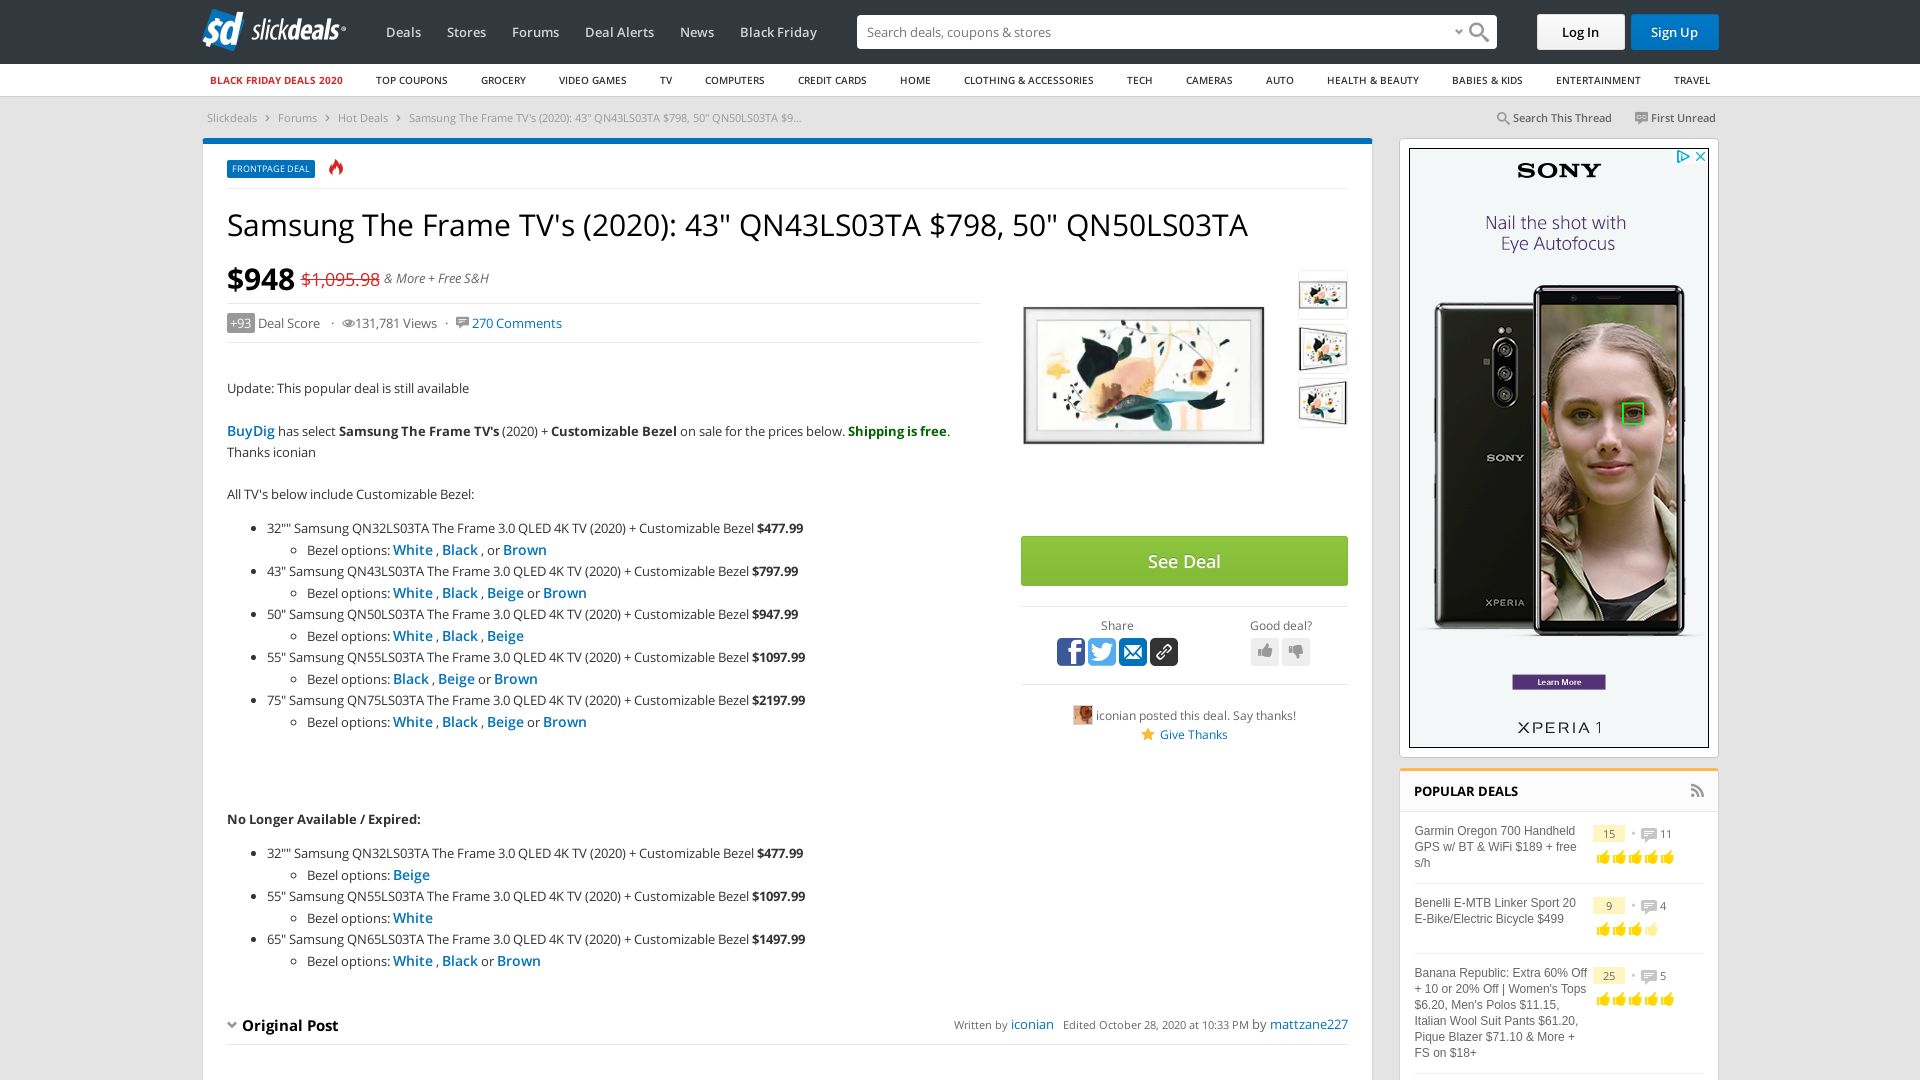 sd slickdeals
Deals
Stores
Forums
Deal Alerts
News
Black Friday
Search deals, coupons & stores
Log In
Sign Up
BLACK FRIDAY DEALS 2020
TOP COUPONS
GROCERY
VIDEO GAMES
TV
COMPUTERS
CREDIT CARDS
HOME
CLOTHING & ACCESSORIES
TECH
CAMERAS
AUTO
HEALTH & BEAUTY
BABIES & KIDS
ENTERTAINMENT
TRAVEL
Slickdeals > Forums > Hot Deals > Samsung The Frame TV's (2020): 43" QN43LS03TA $798, 50" QN50LS03TA $9...
Search This Thread
First Unread
FRONTPAGE DEAL
Samsung The Frame TV's (2020): 43" QN43LS03TA $798, 50" QN50LS03TA
$948 $1,095.98 & More + Free S&H
+93 Deal Score · 131,781 Views · 270 Comments
Update: This popular deal is still available
BuyDig has select Samsung The Frame TV's (2020) + Customizable Bezel on sale for the prices below. Shipping is free.
Thanks iconian
All TV's below include Customizable Bezel:
32"" Samsung QN32LS03TA The Frame 3.0 QLED 4K TV (2020) + Customizable Bezel $477.99
Bezel options: White , Black , or Brown
43" Samsung QN43LS03TA The Frame 3.0 QLED 4K TV (2020) + Customizable Bezel $797.99
Bezel options: White , Black , Beige or Brown
50" Samsung QN50LS03TA The Frame 3.0 QLED 4K TV (2020) + Customizable Bezel $947.99
Bezel options: White , Black , Beige
55" Samsung QN55LS03TA The Frame 3.0 QLED 4K TV (2020) + Customizable Bezel $1097.99
Bezel options: Black , Beige or Brown
75" Samsung QN75LS03TA The Frame 3.0 QLED 4K TV (2020) + Customizable Bezel $2197.99
Bezel options: White , Black , Beige or Brown
No Longer Available / Expired:
32"" Samsung QN32LS03TA The Frame 3.0 QLED 4K TV (2020) + Customizable Bezel $477.99
Bezel options: Beige
55" Samsung QN55LS03TA The Frame 3.0 QLED 4K TV (2020) + Customizable Bezel $1097.99
Bezel options: White
65" Samsung QN65LS03TA The Frame 3.0 QLED 4K TV (2020) + Customizable Bezel $1497.99
Bezel options: White , Black or Brown
Original Post
Written by iconian Edited October 28, 2020 at 10:33 PM by mattzane227
See Deal
Share
Good deal?
iconian posted this deal. Say thanks!
Give Thanks
SONY
Nail the shot with
Eye Autofocus
SONY
XPERIA
Learn More
XPERIA 1
POPULAR DEALS
Garmin Oregon 700 Handheld
GPS w/ BT & WiFi $189 + free
s/h
15 • 11
Benelli E-MTB Linker Sport 20
E-Bike/Electric Bicycle $499
9 • 4
Banana Republic: Extra 60% Off
+ 10 or 20% Off | Women's Tops
$6.20, Men's Polos $11.15,
Italian Wool Suit Pants $61.20,
Pique Blazer $71.10 & More +
FS on $18+
25 • 5